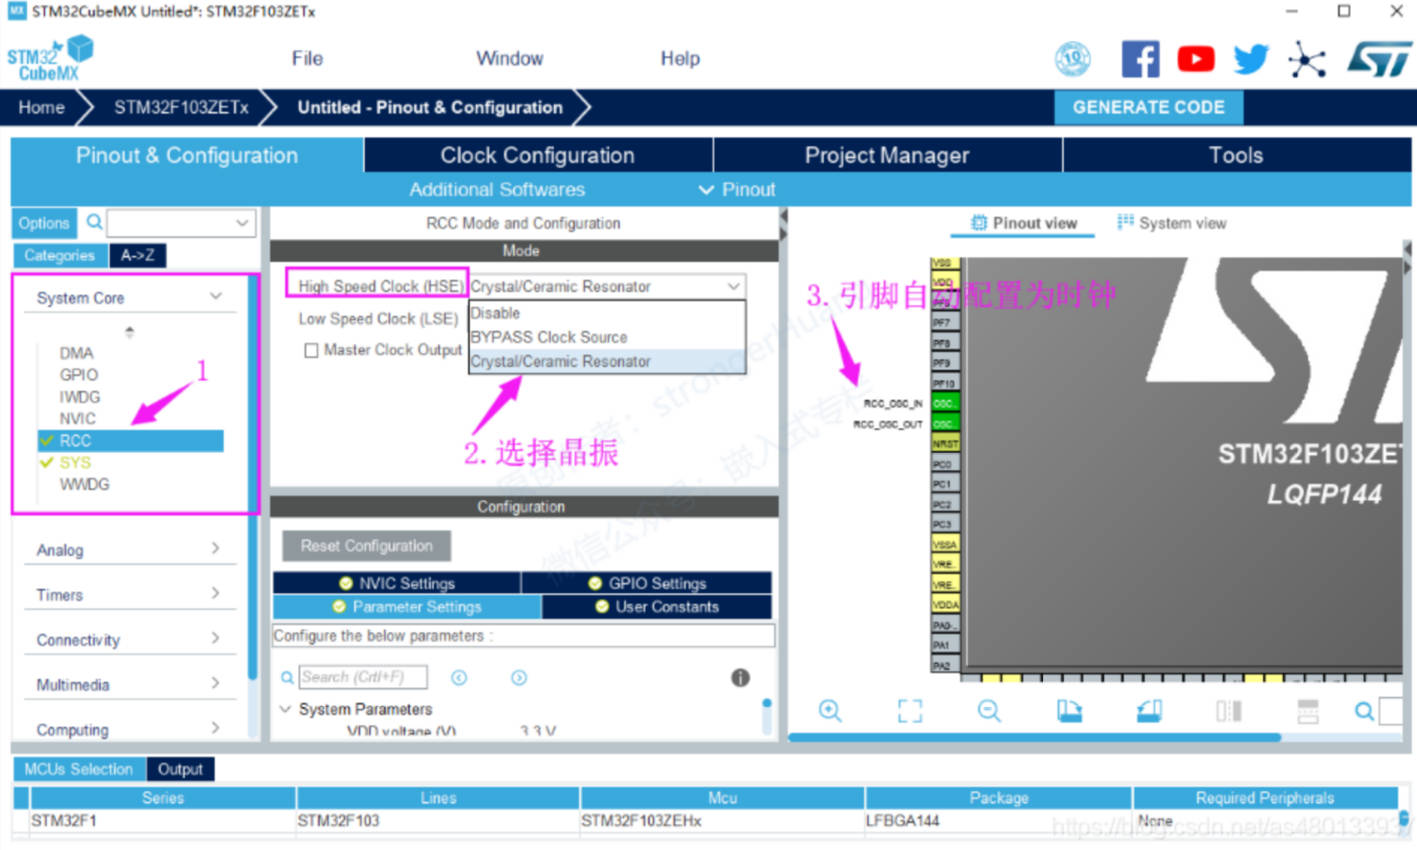 MX STM32CubeMX Untitled*: STM32F103ZETx
STM32
CubeMX
File
Window
Help
10
Home
STM32F103ZETx
Untitled - Pinout & Configuration
GENERATE CODE
Pinout & Configuration
Clock Configuration
Project Manager
Tools
Additional Softwares
Pinout
Options
Categories
A->Z
System Core
DMA
GPIO
IWDG
NVIC
RCC
SYS
WWDG
1
Analog
Timers
Connectivity
Multimedia
Computing
RCC Mode and Configuration
Mode
High Speed Clock (HSE)
Crystal/Ceramic Resonator
Low Speed Clock (LSE)
Disable
BYPASS Clock Source
Master Clock Output
Crystal/Ceramic Resonator
2.选择晶振
Configuration
Reset Configuration
NVIC Settings
GPIO Settings
Parameter Settings
User Constants
Configure the below parameters :
Search (Crtl+F)
System Parameters
VDD voltage (V)
3.3 V
Pinout view
System view
3.引脚自动配置为时钟
VSS
VDD
PF7
PF8
PF9
PF10
RCC_OSC_IN
OSC..
RCC_OSC_OUT
OSC..
NRST
PC0
PC1
PC2
PC3
VSSA
VRE..
VRE..
VDDA
PA0-..
PA1
PA2
STM32F103ZET
LQFP144
MCUs Selection
Output
Series
Lines
Mcu
Package
Required Peripherals
STM32F1
STM32F103
STM32F103ZEHx
LFBGA144
None